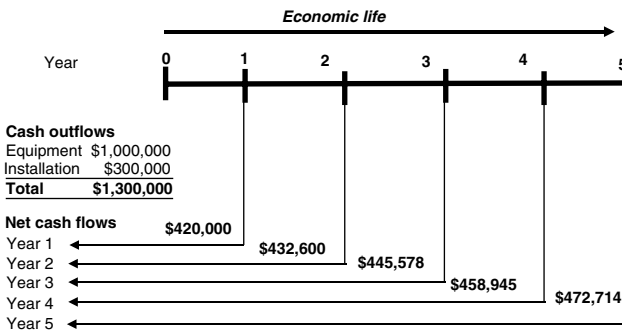 Economic life
Year 0 1 2 3 4 5
Cash outflows
Equipment $1,000,000
Installation $300,000
Total $1,300,000
Net cash flows
$420,000
Year 1
$432,600
Year 2
$445,578
Year 3
$458,945
Year 4
$472,714
Year 5